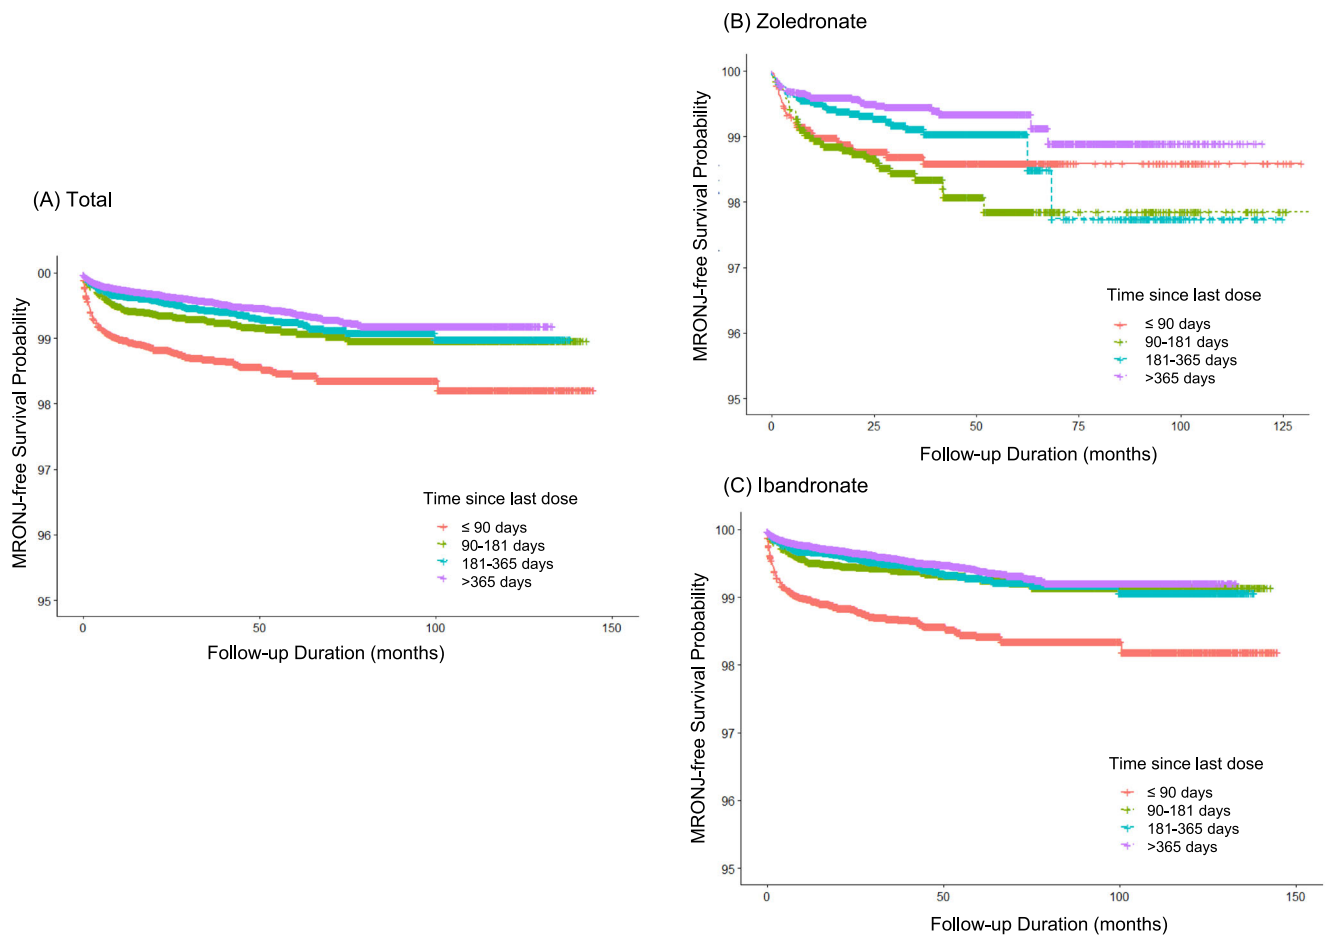 (A) Total
MRONJ-free Survival Probability
00
99
98
97
96
95
0
50
100
150
Follow-up Duration (months)
Time since last dose
≤ 90 days
90-181 days
181-365 days
>365 days
(B) Zoledronate
MRONJ-free Survival Probability
100
99
98
97
96
95
0
25
50
75
100
125
Follow-up Duration (months)
Time since last dose
≤ 90 days
90-181 days
181-365 days
>365 days
(C) Ibandronate
MRONJ-free Survival Probability
100
99
98
97
96
95
0
50
100
150
Follow-up Duration (months)
Time since last dose
≤ 90 days
90-181 days
181-365 days
>365 days